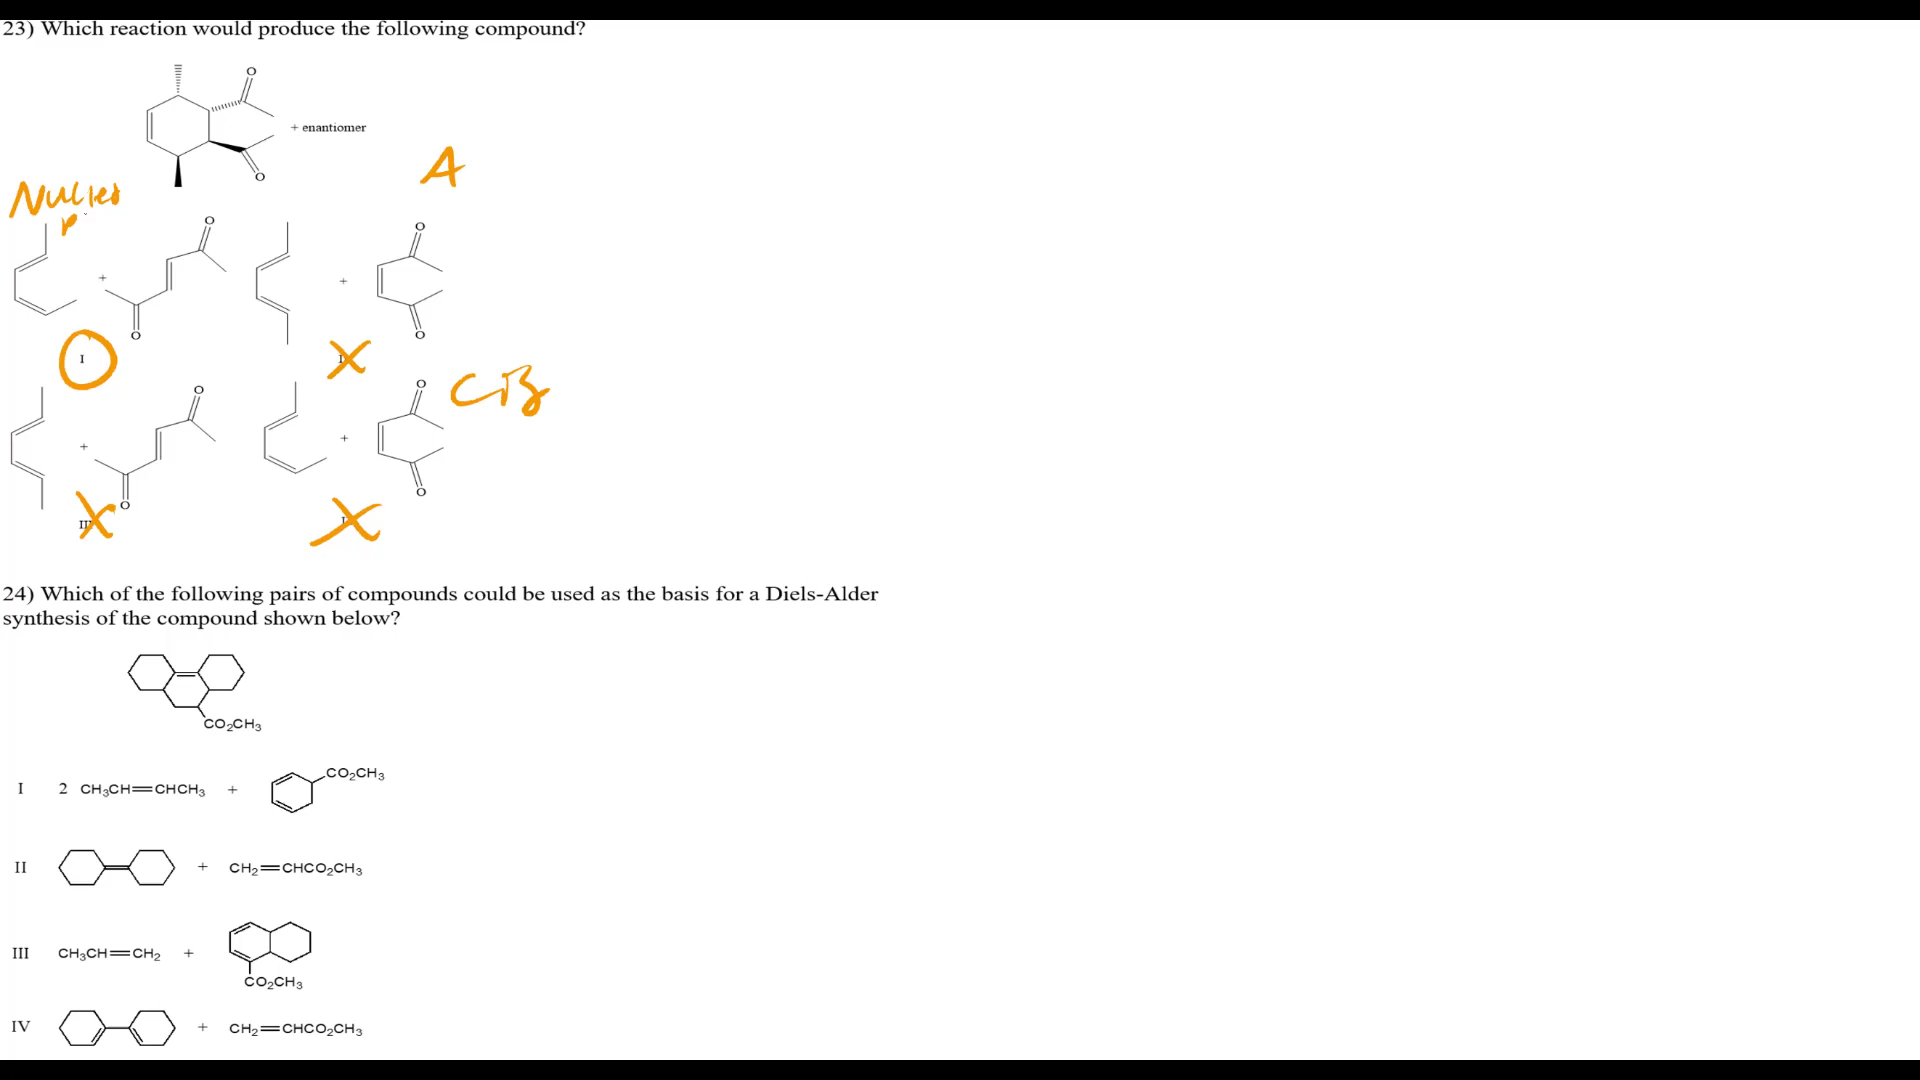 23) Which reaction would produce the following compound?
O
+ enantiomer
O
A
O
+
O
I
O
+
O
O
+
O
O
+
O
24) Which of the following pairs of compounds could be used as the basis for a Diels-Alder
synthesis of the compound shown below?
CO2CH3
I 2 CH3CH=CHCH3 + CO2CH3
II + CH2=CHCO2CH3
III CH3CH=CH2 +
CO2CH3
IV + CH2=CHCO2CH3